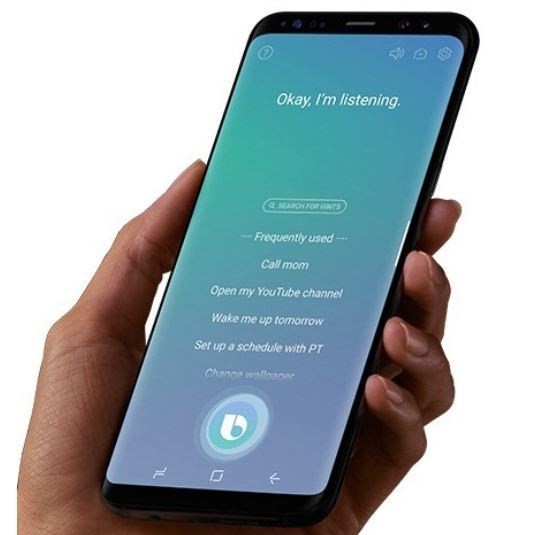 Okay, I'm listening.
SEARCH FOR HINTS
Frequently used
Call mom
Open my YouTube channel
Wake me up tomorrow
Set up a schedule with PT
Change wallpaper